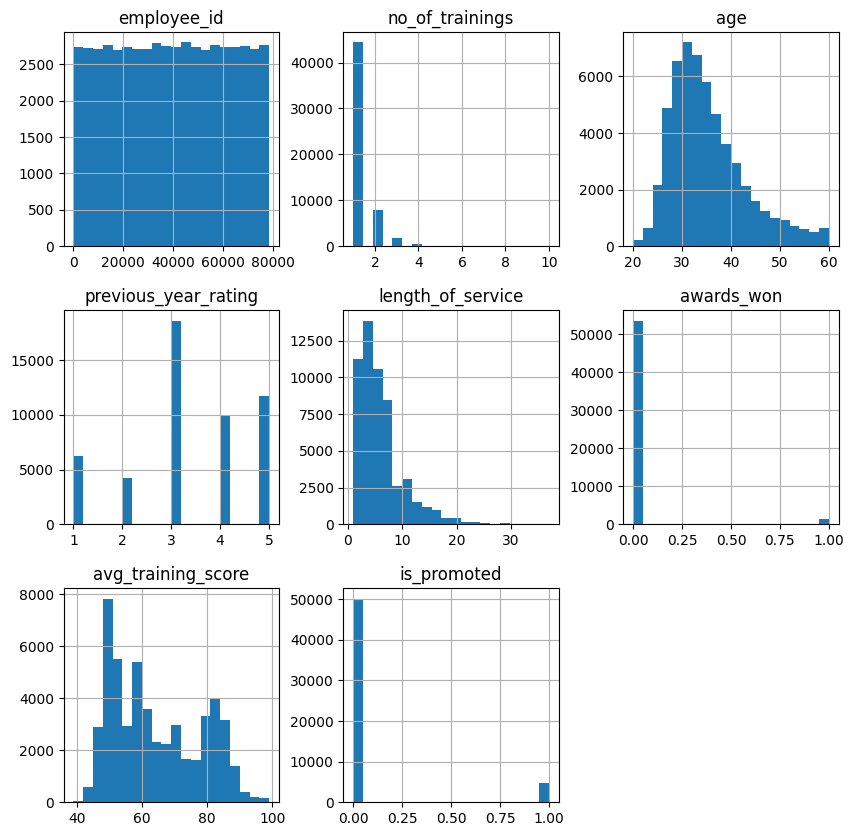 employee_id
2500
2000
1500
1000
500
0
0 20000 40000 60000 80000
no_of_trainings
40000
30000
20000
10000
0
2 4 6 8 10
age
6000
4000
2000
0
20 30 40 50 60
previous_year_rating
15000
10000
5000
0
1 2 3 4 5
length_of_service
12500
10000
7500
5000
2500
0
0 10 20 30
awards_won
50000
40000
30000
20000
10000
0
0.00 0.25 0.50 0.75 1.00
avg_training_score
8000
6000
4000
2000
0
40 60 80 100
is_promoted
50000
40000
30000
20000
10000
0
0.00 0.25 0.50 0.75 1.00